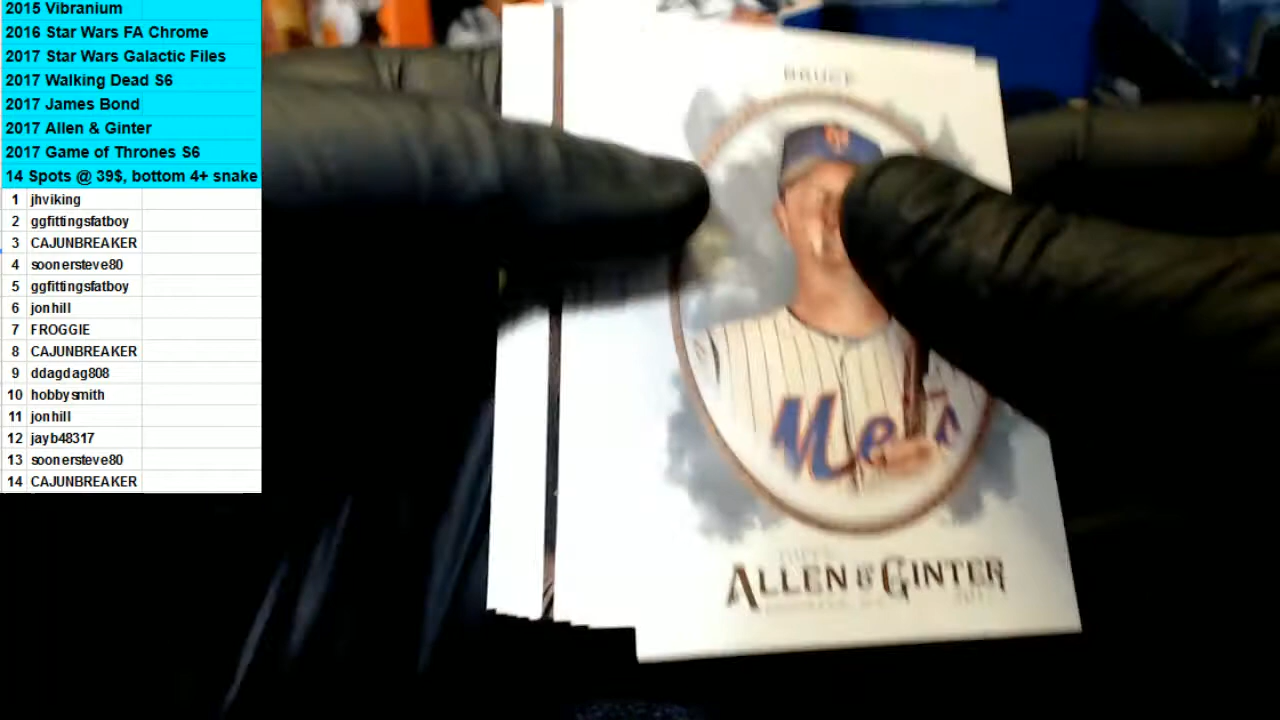 2015 Vibranium
2016 Star Wars FA Chrome
2017 Star Wars Galactic Files
2017 Walking Dead S6
2017 James Bond
2017 Allen & Ginter
2017 Game of Thrones S6
14 Spots @ 39$, bottom 4+ snake
1 jhviking
2 ggfittingsfatboy
3 CAJUNBREAKER
4 soonersteve80
5 ggfittingsfatboy
6 jonhill
7 FROGGIE
8 CAJUNBREAKER
9 ddagdag808
10 hobbysmith
11 jonhill
12 jayb48317
13 soonersteve80
14 CAJUNBREAKER
BRUCE
Mets
TOPPS
ALLEN & GINTER